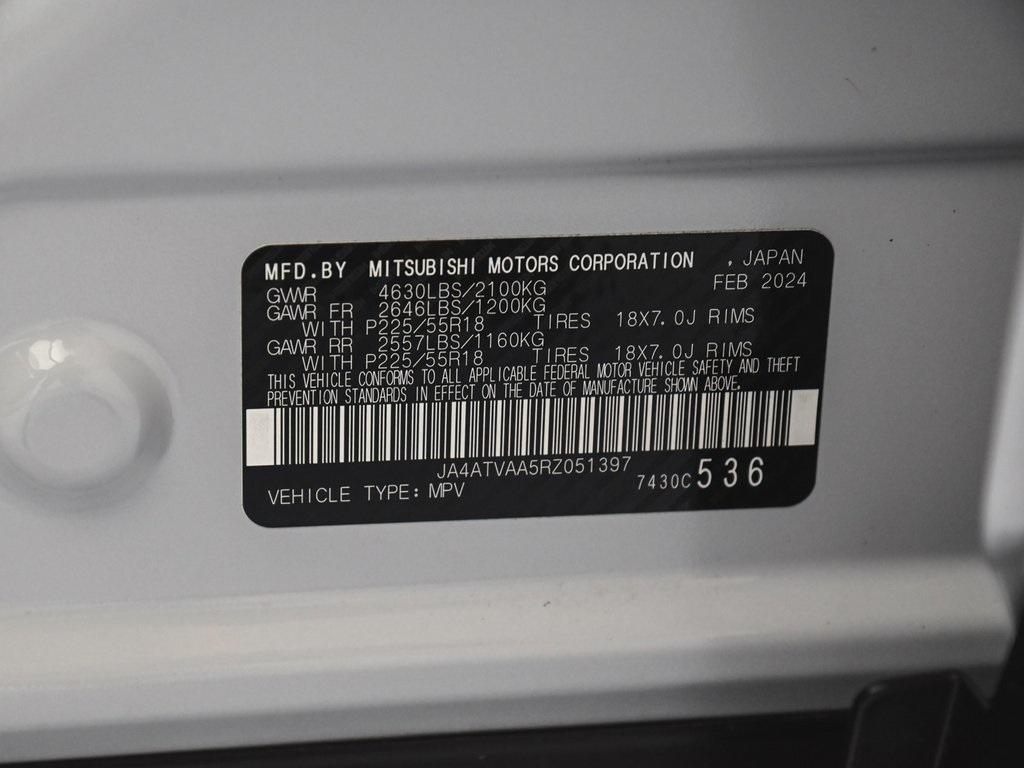 MFD.BY MITSUBISHI MOTORS CORPORATION , JAPAN
FEB 2024
GVWR 4630LBS/2100KG
GAWR FR 2646LBS/1200KG
WITH P225/55R18 TIRES 18X7.0J RIMS
GAWR RR 2557LBS/1160KG
WITH P225/55R18 TIRES 18X7.0J RIMS
THIS VEHICLE CONFORMS TO ALL APPLICABLE FEDERAL MOTOR VEHICLE SAFETY AND THEFT
PREVENTION STANDARDS IN EFFECT ON THE DATE OF MANUFACTURE SHOWN ABOVE.
JA4ATVAA5RZ051397
VEHICLE TYPE: MPV 7430C 536